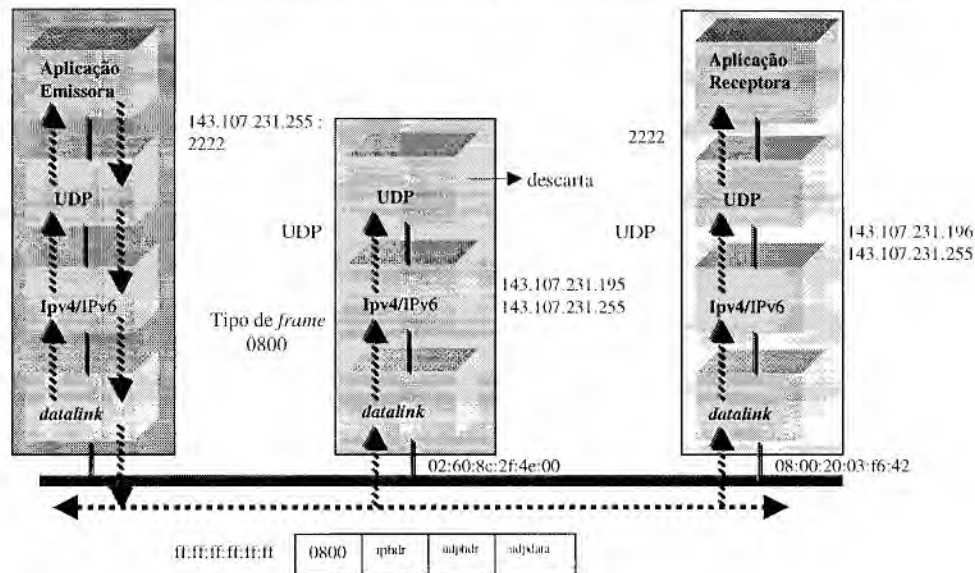 Aplicação
Emissora
143.107.231.255 :
2222
UDP
Ipv4/IPv6
datalink
UDP
Tipo de frame
0800
descarta
UDP
Ipv4/IPv6
datalink
143.107.231.195
143.107.231.255
02:60:8c:2f:4e:00
Aplicação
Receptora
2222
UDP
UDP
143.107.231.196
143.107.231.255
Ipv4/IPv6
datalink
08:00:20:03:f6:42
ff:ff:ff:ff:ff:ff
0800
iphdr
udphdr
udpdata